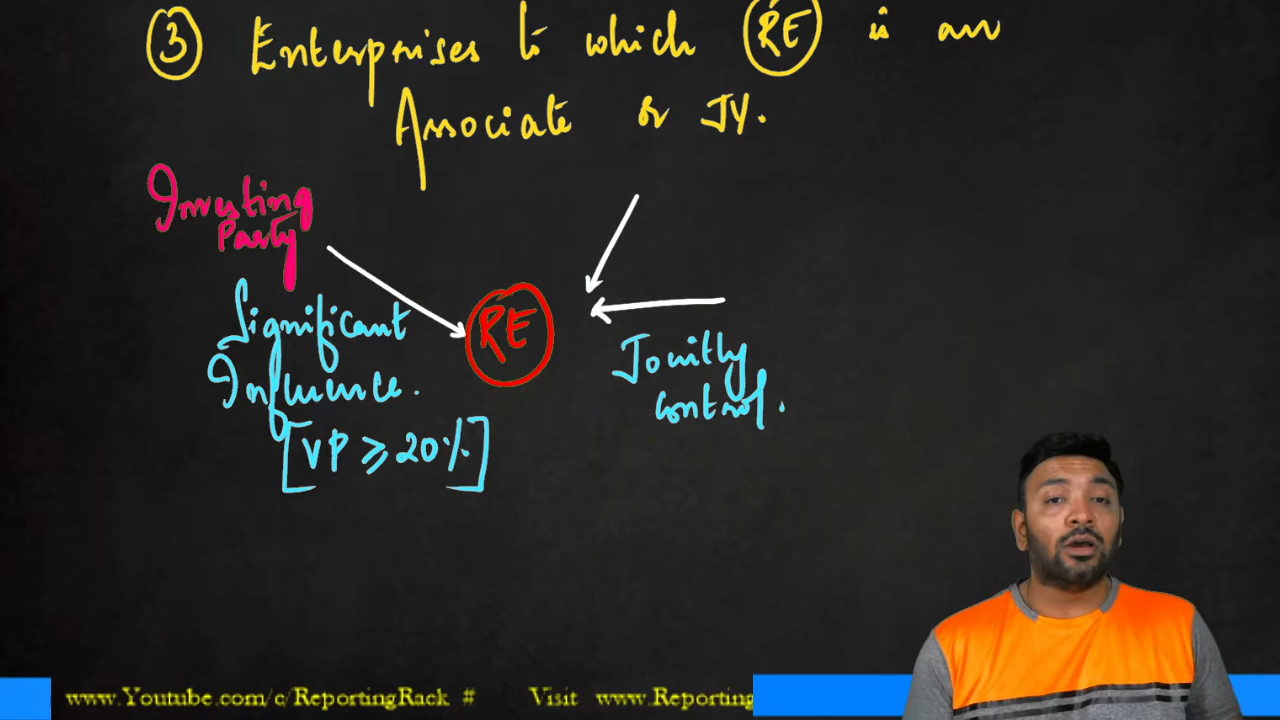 ③ Enterprises to which RE is an
Associate or JV.
Investing
Party
Significant
Influence.
[VP ⩾ 20%]
RE
Jointly
control.
www.Youtube.com/c/ReportingRack # Visit www.Reporting